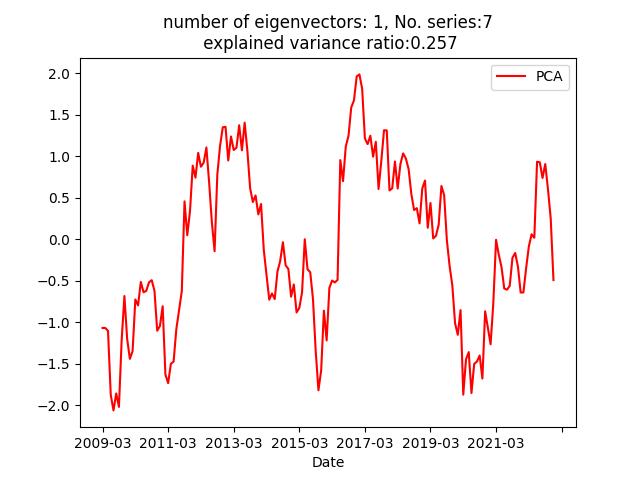 number of eigenvectors: 1, No. series:7
explained variance ratio:0.257
PCA
2.0
1.5
1.0
0.5
0.0
−0.5
−1.0
−1.5
−2.0
2009-03 2011-03 2013-03 2015-03 2017-03 2019-03 2021-03
Date